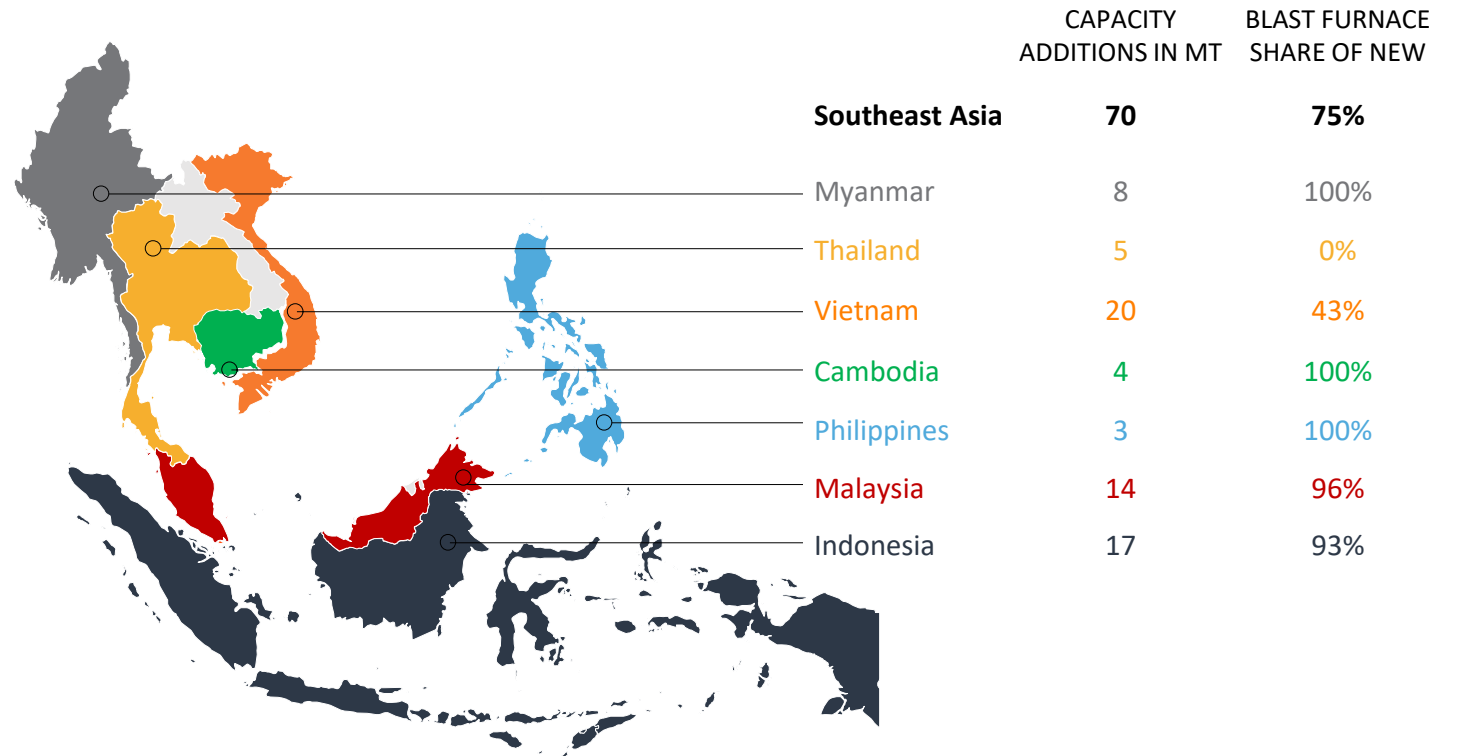 CAPACITY ADDITIONS IN MT
BLAST FURNACE SHARE OF NEW
Southeast Asia 70 75%
Myanmar 8 100%
Thailand 5 0%
Vietnam 20 43%
Cambodia 4 100%
Philippines 3 100%
Malaysia 14 96%
Indonesia 17 93%